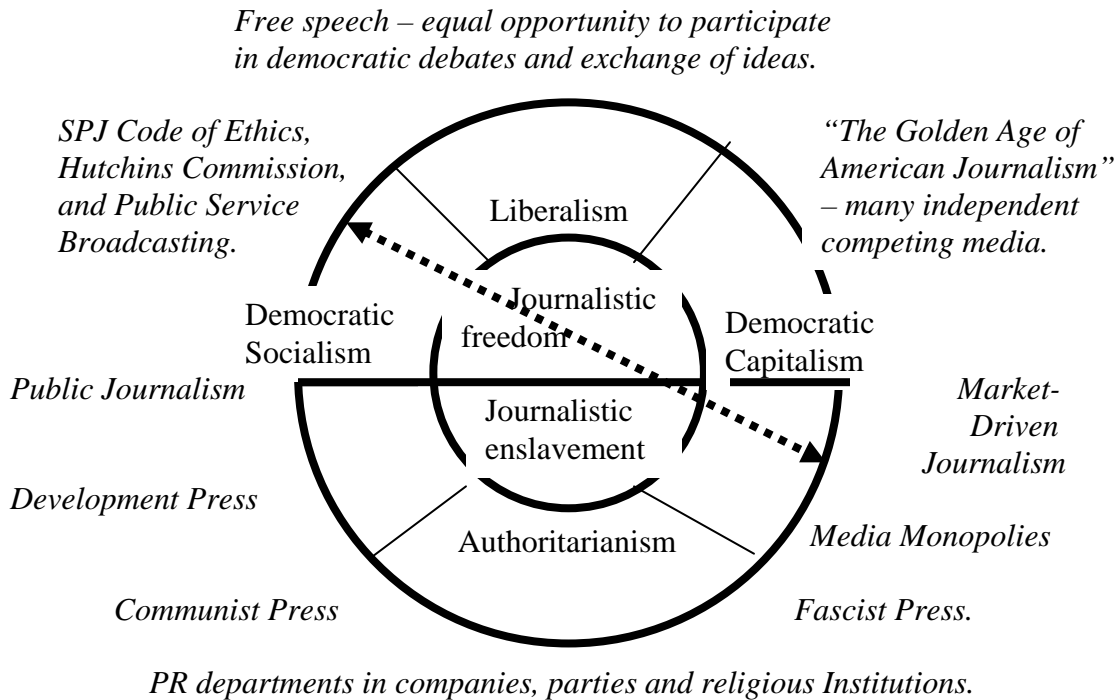 Free speech – equal opportunity to participate
in democratic debates and exchange of ideas.
SPJ Code of Ethics,
Hutchins Commission,
and Public Service
Broadcasting.
“The Golden Age of
American Journalism”
– many independent
competing media.
Liberalism
Journalistic
freedom
Democratic
Socialism
Democratic
Capitalism
Public Journalism
Journalistic
enslavement
Market-
Driven
Journalism
Development Press
Authoritarianism
Media Monopolies
Communist Press
Fascist Press.
PR departments in companies, parties and religious Institutions.